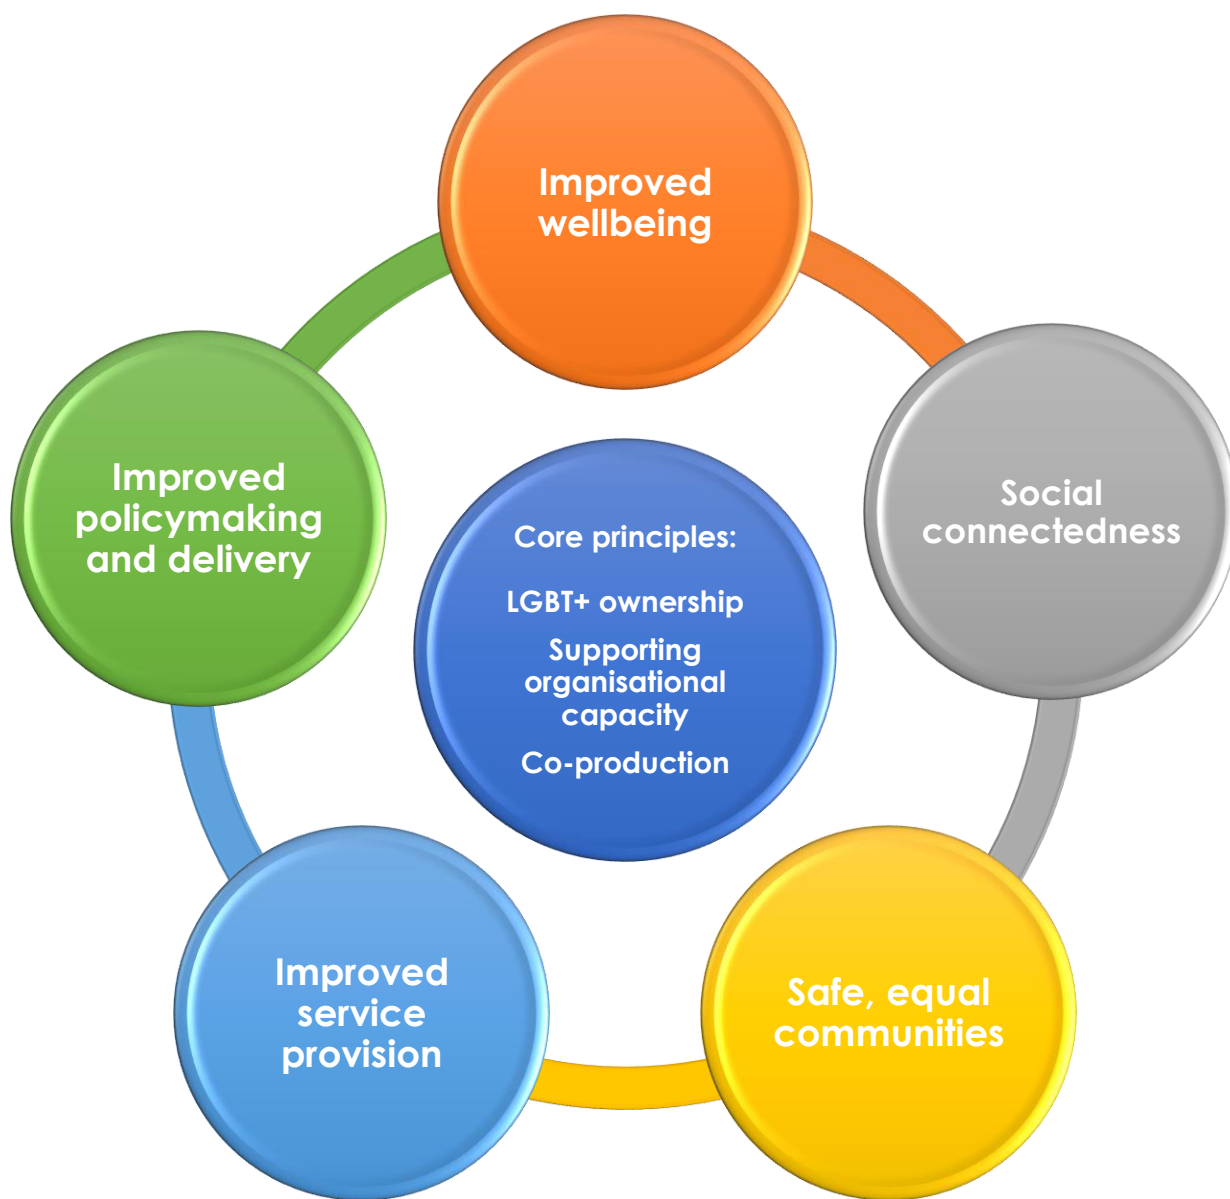 Improved
wellbeing
Social
connectedness
Safe, equal
communities
Improved
service
provision
Improved
policymaking
and delivery
Core principles:
LGBT+ ownership
Supporting
organisational
capacity
Co-production